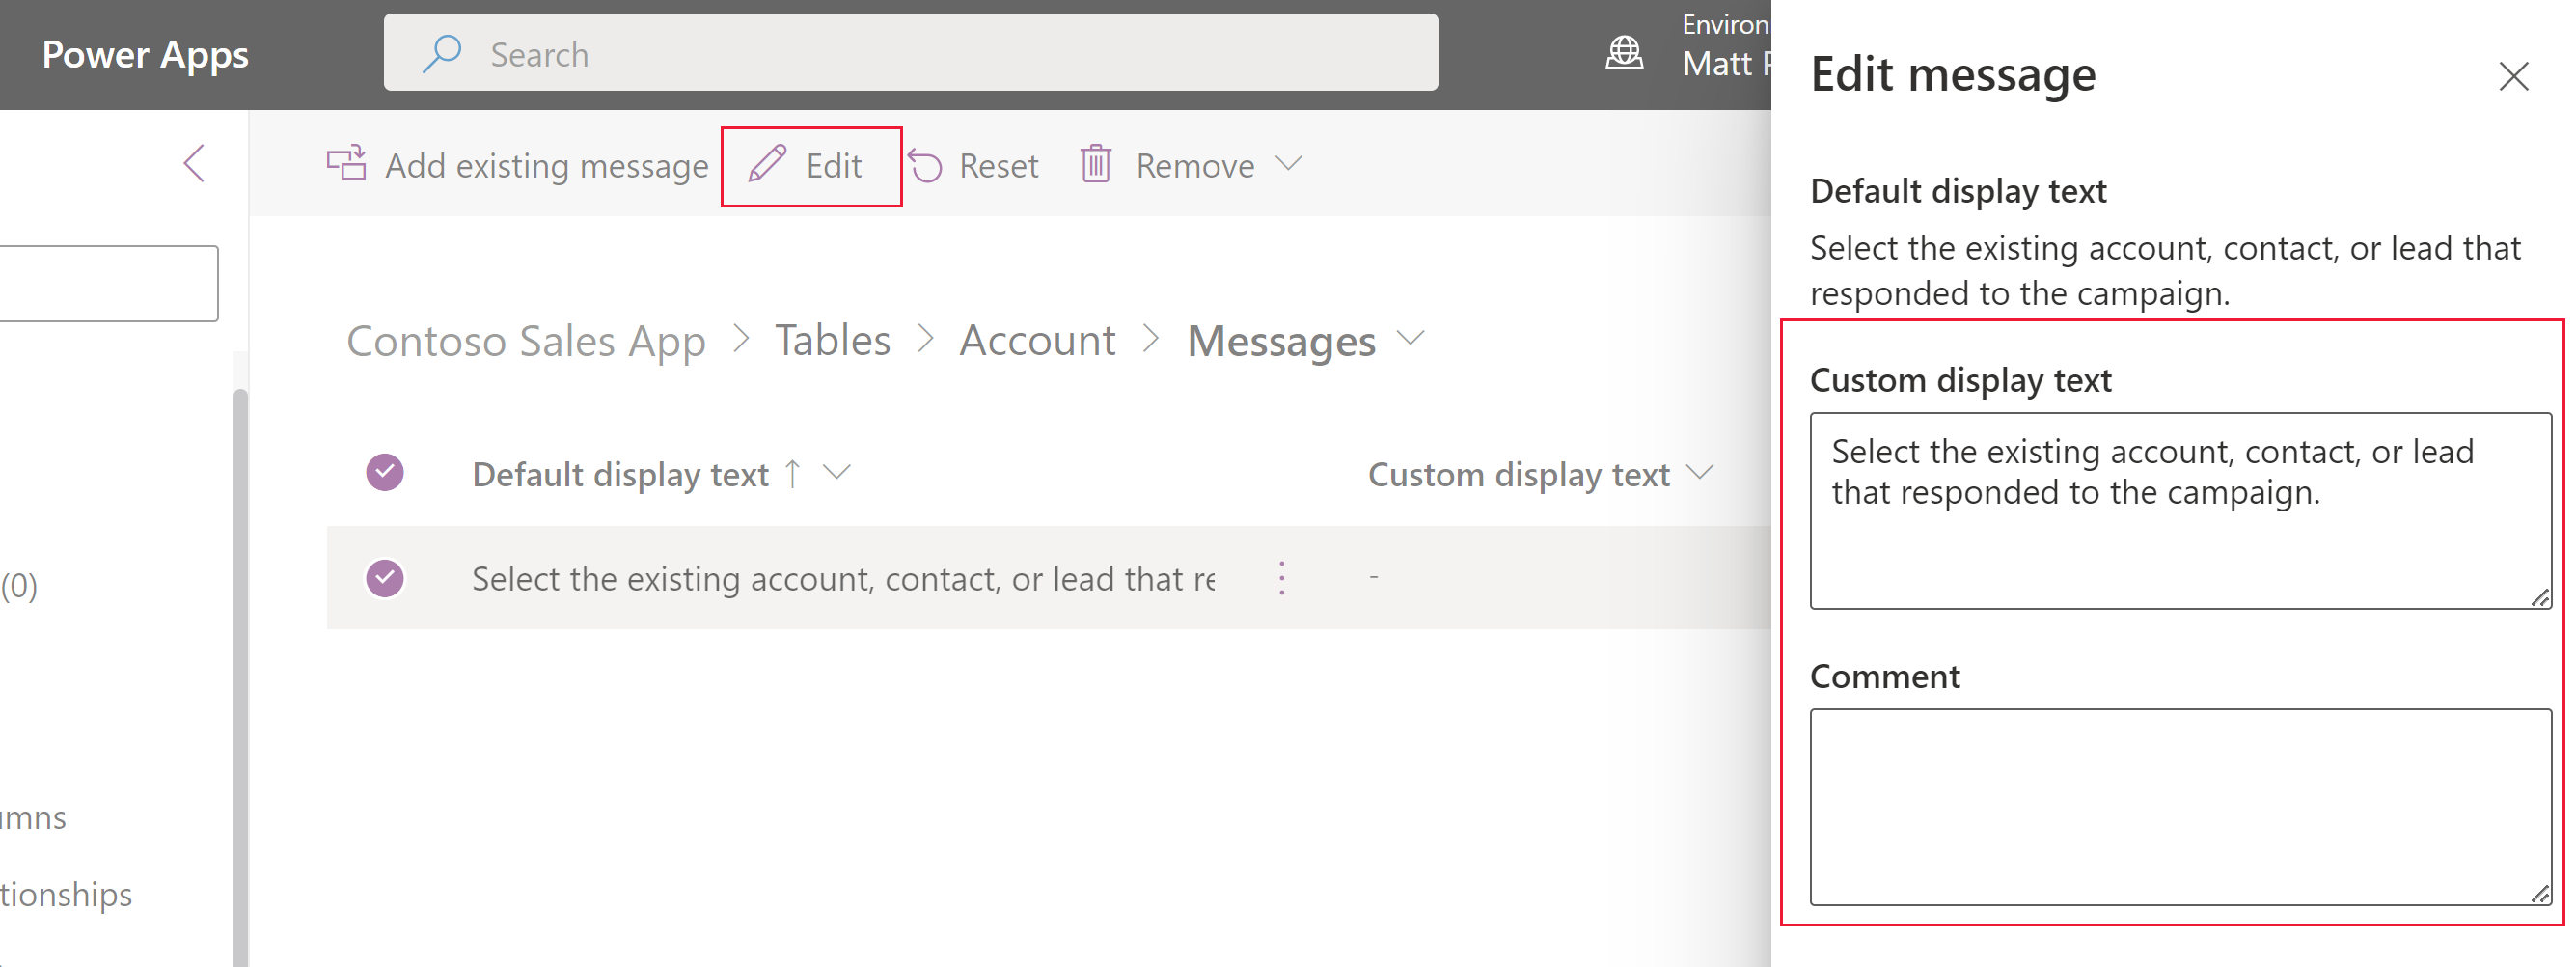 Power Apps
Search
Environ
Matt
Add existing message
Edit
Reset
Remove
Contoso Sales App > Tables > Account > Messages
Default display text
Custom display text
Select the existing account, contact, or lead that
-
(0)
Edit message
Default display text
Select the existing account, contact, or lead that
responded to the campaign.
Custom display text
Select the existing account, contact, or lead
that responded to the campaign.
Comment